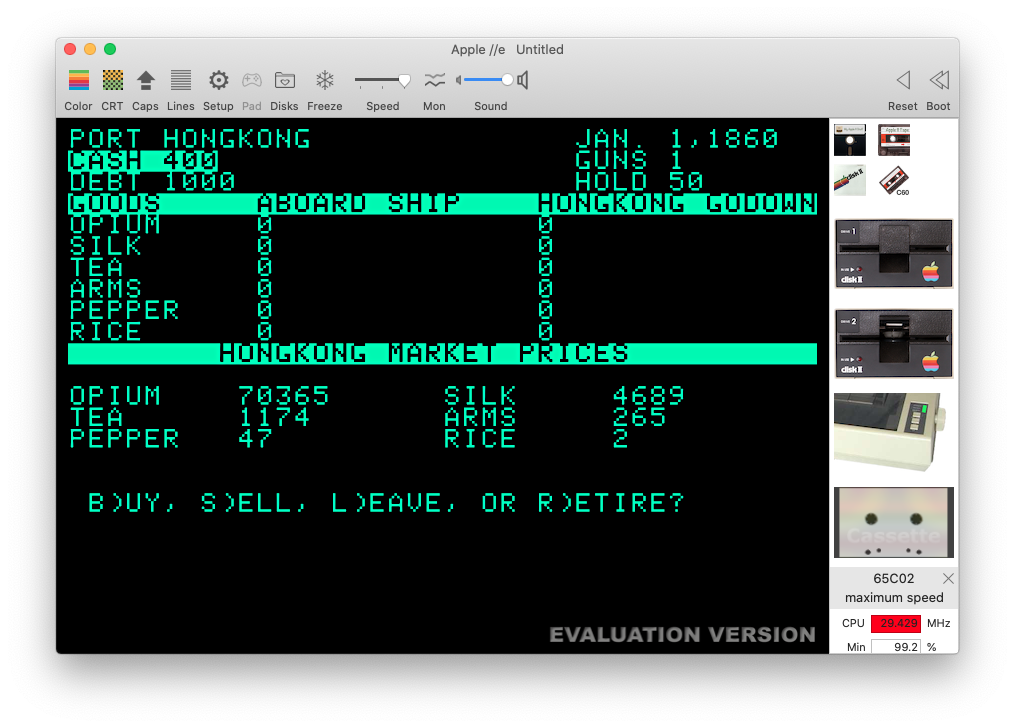 Apple //e Untitled
Color CRT Caps Lines Setup Pad Disks Freeze Speed Mon Sound Reset Boot
PORT HONGKONG JAN. 1,1860
CASH 400 GUNS 1
DEBT 1000 HOLD 50
GOODS ABOARD SHIP HONGKONG GODOWN
OPIUM 0 0
SILK 0 0
TEA 0 0
ARMS 0 0
PEPPER 0 0
RICE 0 0
HONGKONG MARKET PRICES
OPIUM 70365 SILK 4689
TEA 1174 ARMS 265
PEPPER 47 RICE 2
B)UY, S)ELL, L)EAVE, OR R)ETIRE?
EVALUATION VERSION
disk II
C60
1
disk II
2
disk II
Cassette
65C02
maximum speed
CPU 29.429 MHz
Min 99.2 %